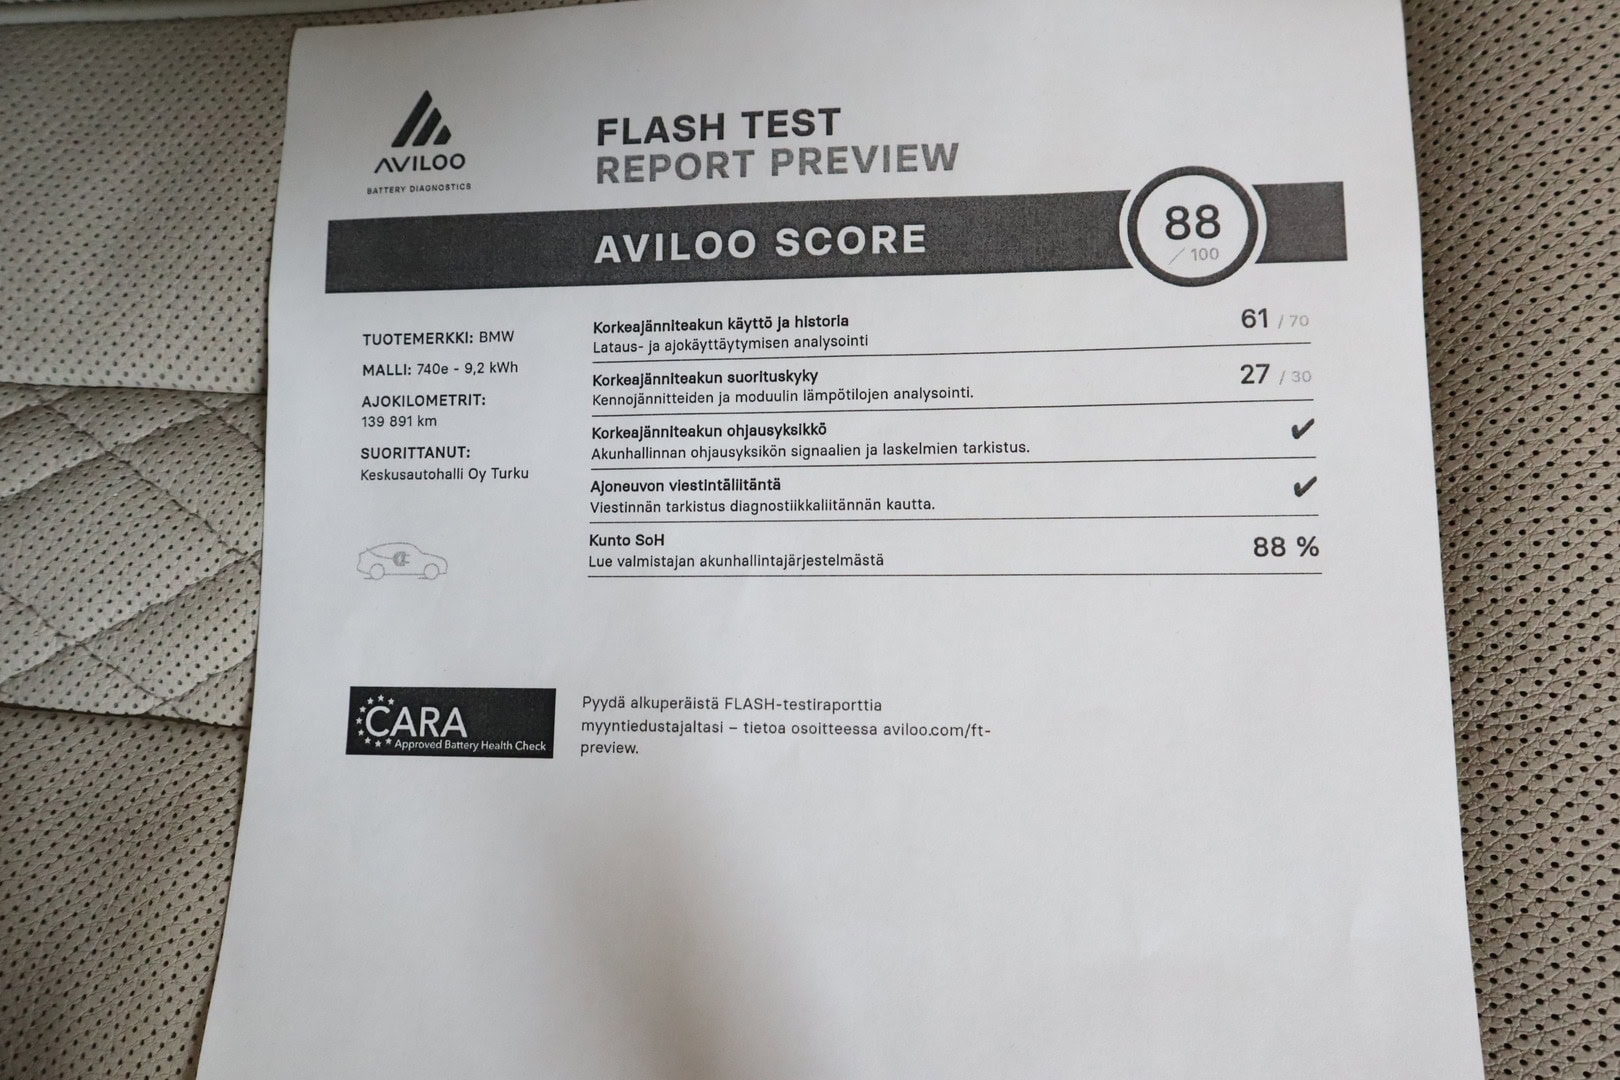 AVILOO
BATTERY DIAGNOSTICS
FLASH TEST
REPORT PREVIEW
AVILOO SCORE
88
/ 100
TUOTEMERKKI: BMW
MALLI: 740e - 9,2 kWh
AJOKILOMETRIT:
139 891 km
SUORITTANUT:
Keskusautohalli Oy Turku
Korkeajänniteakun käyttö ja historia
61 / 70
Lataus- ja ajokäyttäytymisen analysointi
Korkeajänniteakun suorituskyky
27 / 30
Kennojännitteiden ja moduulin lämpötilojen analysointi.
Korkeajänniteakun ohjausyksikkö
✔
Akunhallinnan ohjausyksikön signaalien ja laskelmien tarkistus.
Ajoneuvon viestintäliitäntä
✔
Viestinnän tarkistus diagnostiikkaliitännän kautta.
Kunto SoH
88 %
Lue valmistajan akunhallintajärjestelmästä
CARA
Approved Battery Health Check
Pyydä alkuperäistä FLASH-testiraporttia
myyntiedustajaltasi – tietoa osoitteessa aviloo.com/ft-
preview.